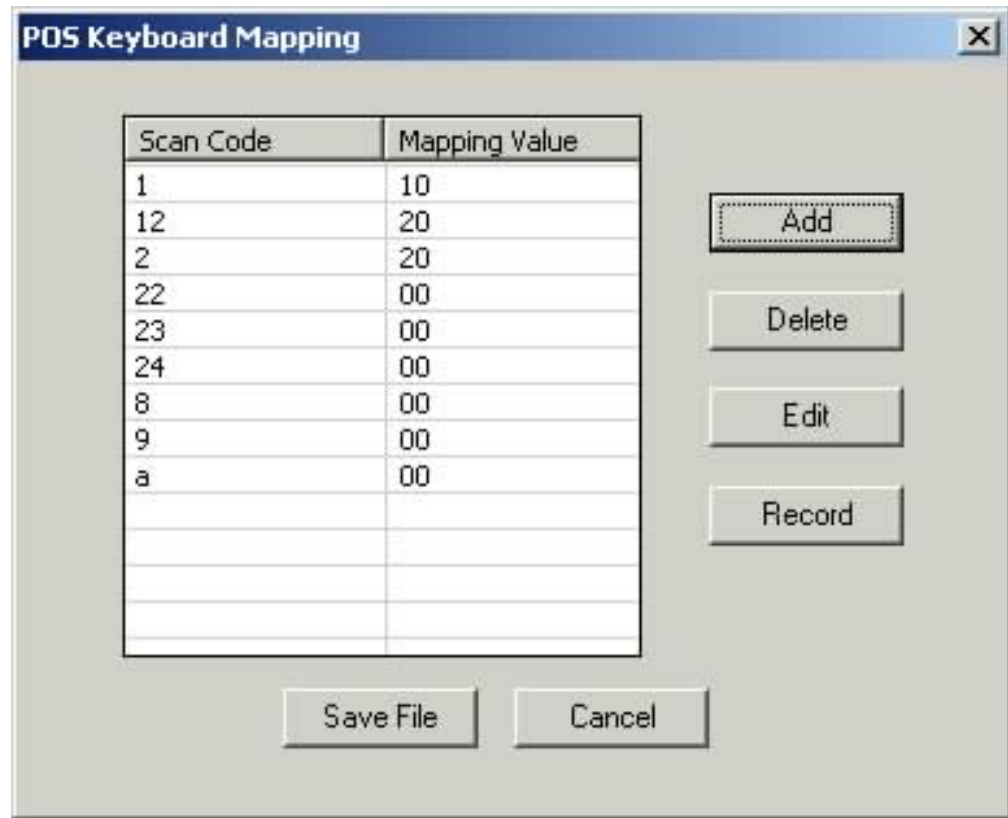 POS Keyboard Mapping
Scan Code Mapping Value
1 10
12 20
2 20
22 00
23 00
24 00
8 00
9 00
a 00
Add
Delete
Edit
Record
Save File Cancel